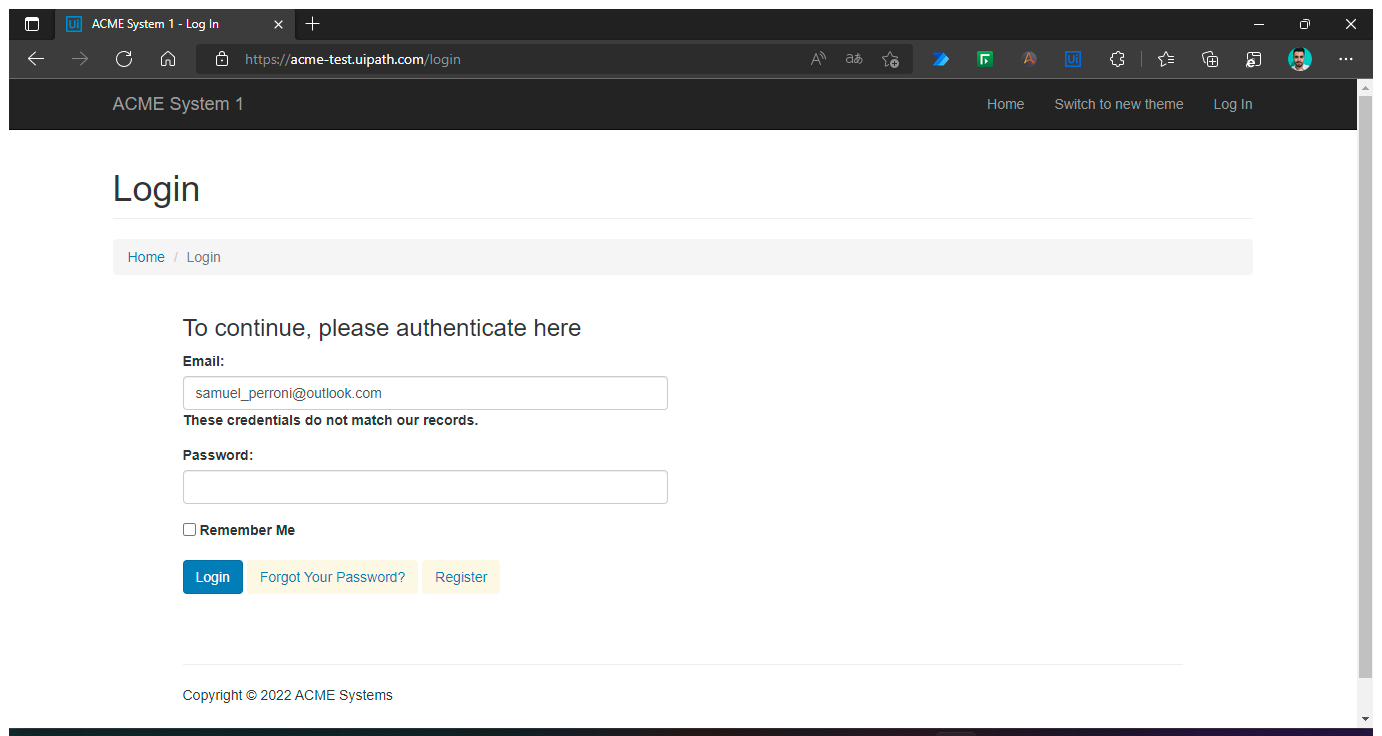 ACME System 1 - Log In
https://acme-test.uipath.com/login
ACME System 1 Home Switch to new theme Log In
Login
Home / Login
To continue, please authenticate here
Email:
samuel_perroni@outlook.com
These credentials do not match our records.
Password:
Remember Me
Login Forgot Your Password? Register
Copyright © 2022 ACME Systems